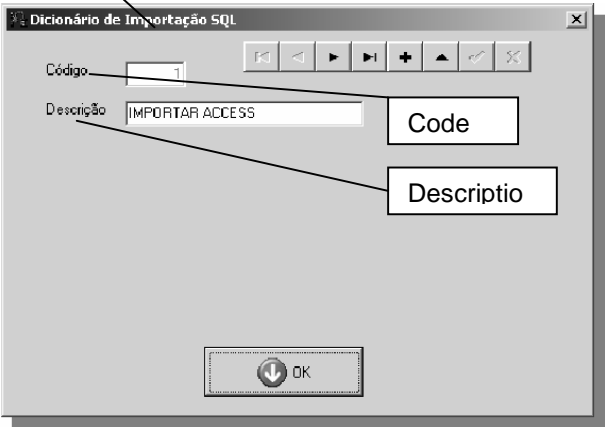 Dicionário de Importação SQL
Código 1
Code
Descrição IMPORTAR ACCESS
Descriptio
OK